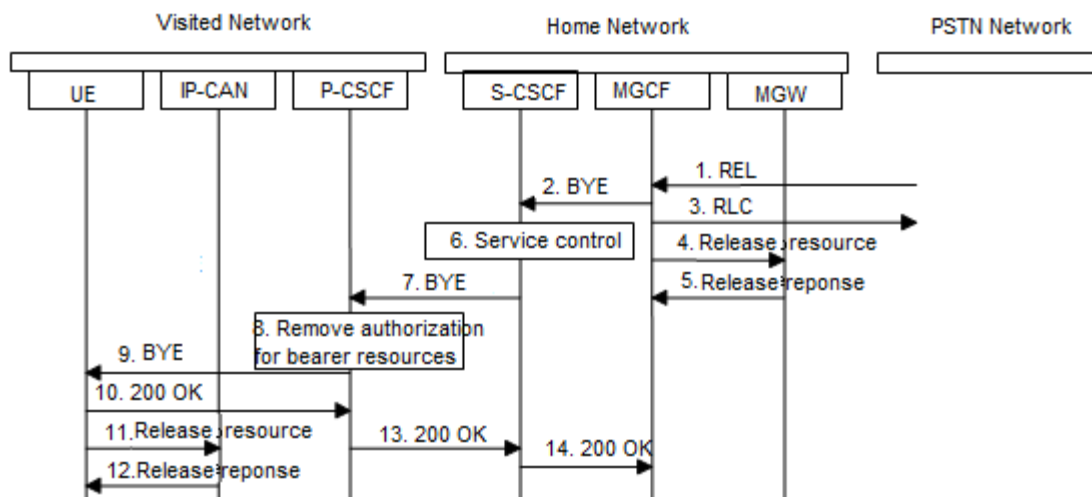 Visited Network
Home Network
PSTN Network
UE
IP-CAN
P-CSCF
S-CSCF
MGCF
MGW
1. REL
2. BYE
3. RLC
6. Service control
4. Release resource
7. BYE
5. Release reponse
8. Remove authorization
for bearer resources
9. BYE
10. 200 OK
11. Release resource
13. 200 OK
14. 200 OK
12. Release reponse